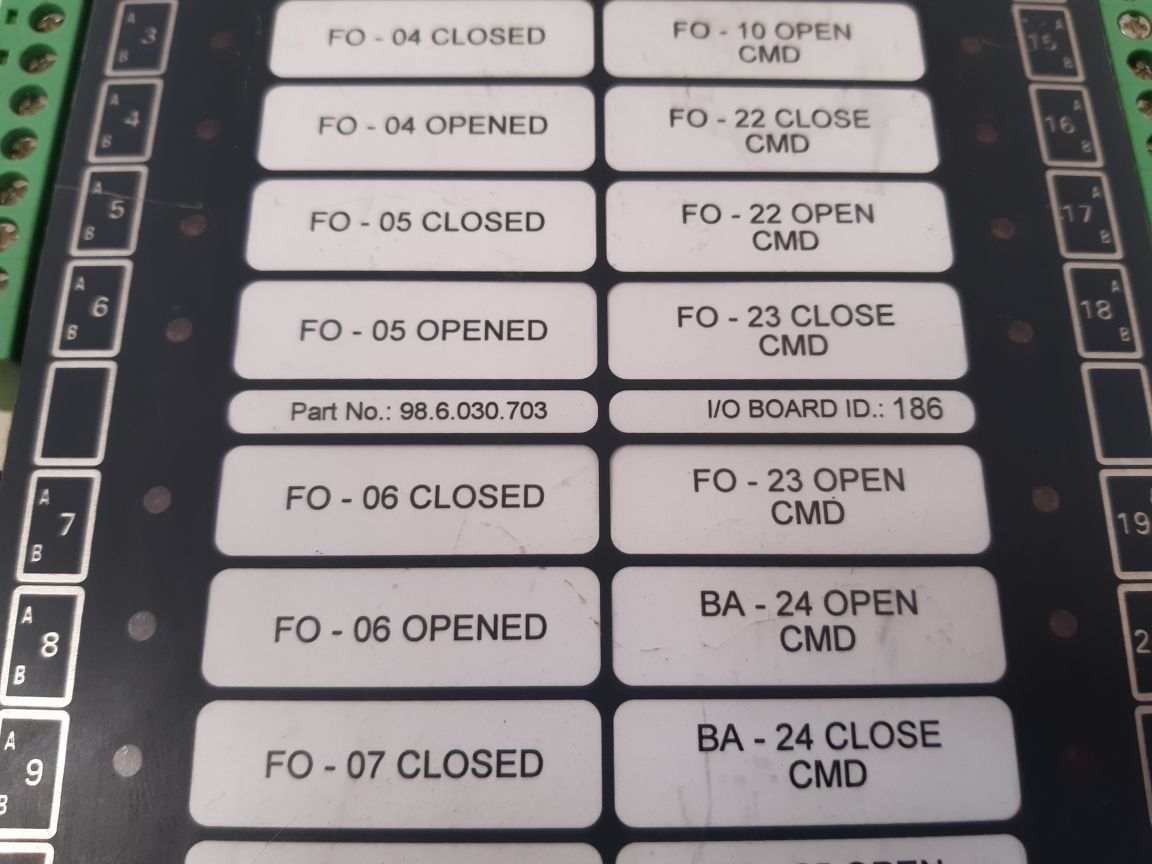 A
3
B
FO - 04 CLOSED
FO - 10 OPEN
CMD
A
15
B
A
4
B
FO - 04 OPENED
FO - 22 CLOSE
CMD
A
16
B
A
5
B
FO - 05 CLOSED
FO - 22 OPEN
CMD
A
17
B
A
6
B
FO - 05 OPENED
FO - 23 CLOSE
CMD
A
18
B
Part No.: 98.6.030.703
I/O BOARD ID.: 186
A
7
B
FO - 06 CLOSED
FO - 23 OPEN
CMD
19
A
8
B
FO - 06 OPENED
BA - 24 OPEN
CMD
2
A
9
B
FO - 07 CLOSED
BA - 24 CLOSE
CMD
OPEN